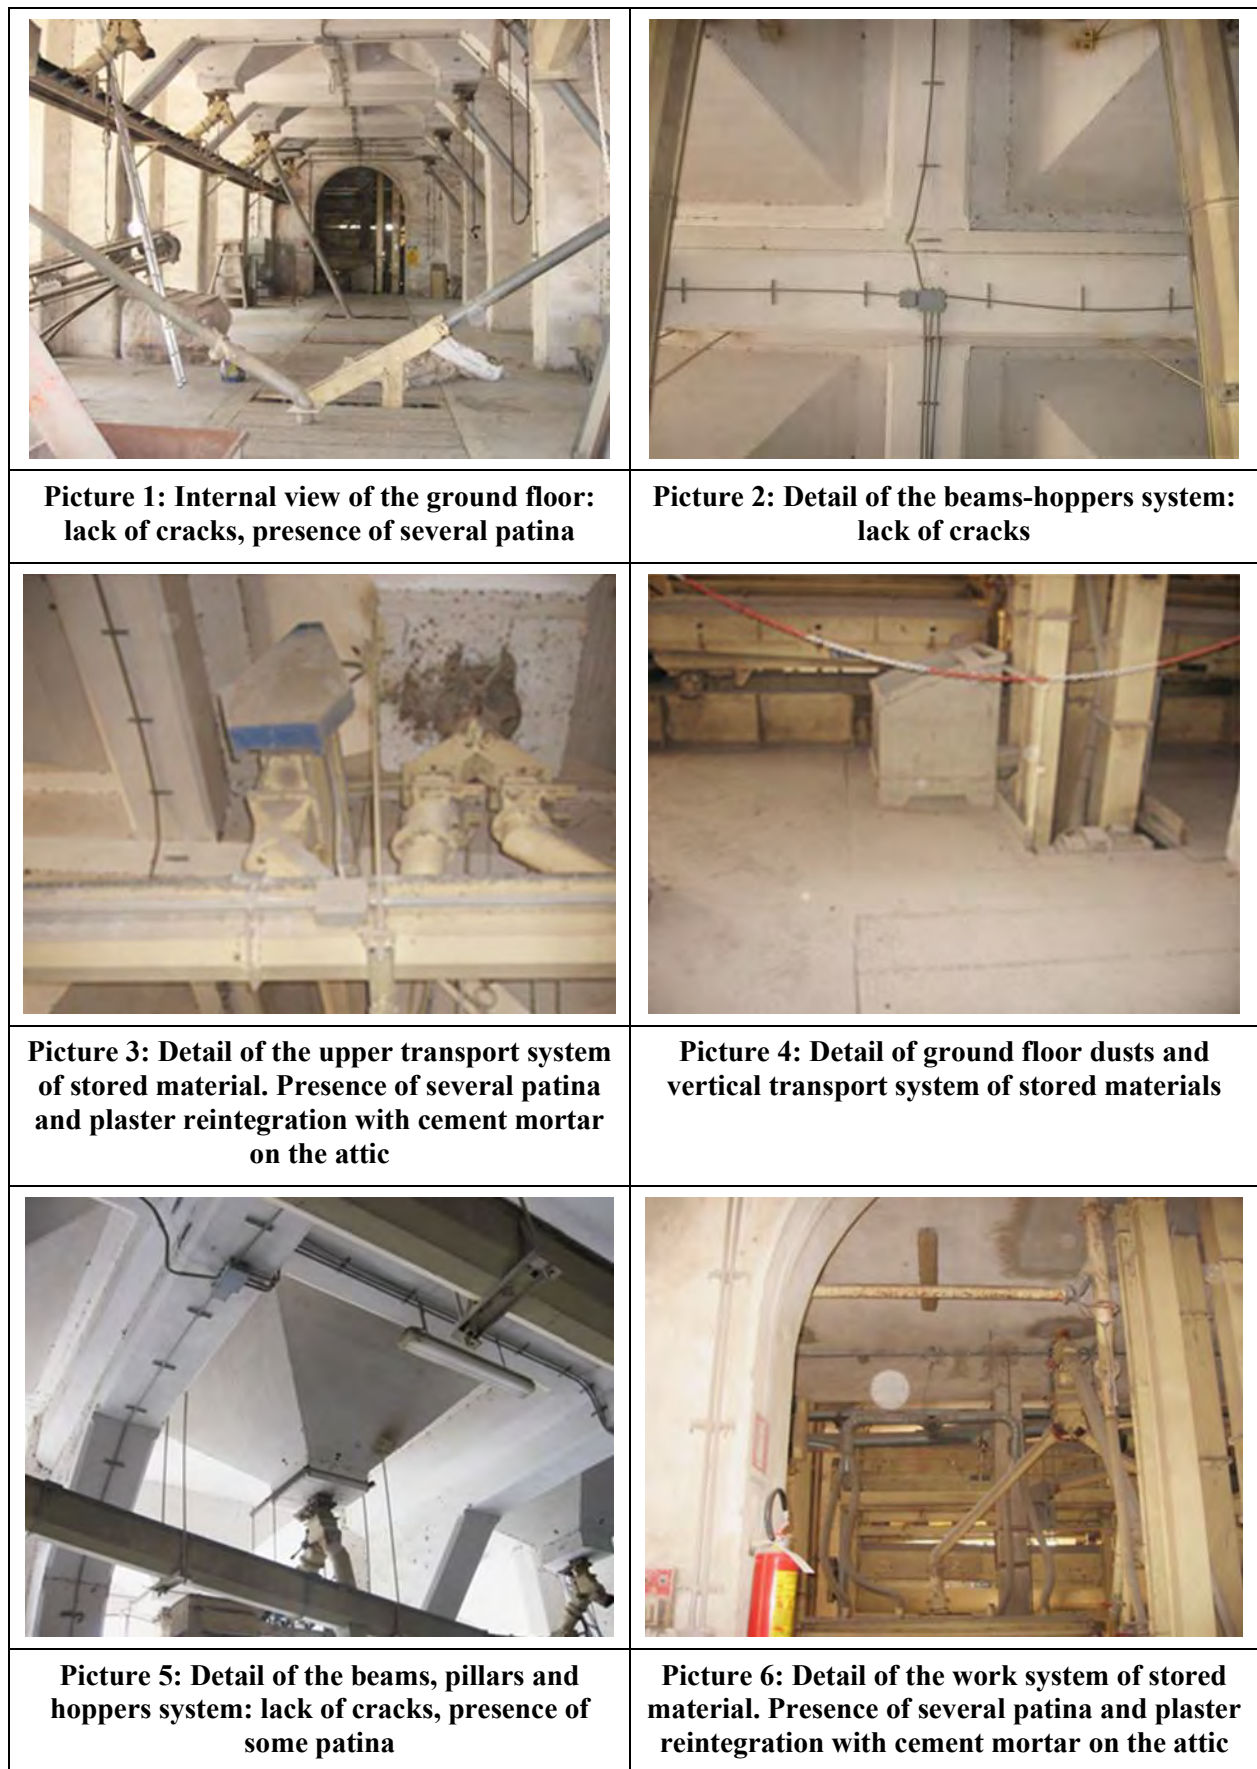 Picture 1: Internal view of the ground floor:
lack of cracks, presence of several patina
Picture 2: Detail of the beams-hoppers system:
lack of cracks
Picture 3: Detail of the upper transport system
of stored material. Presence of several patina
and plaster reintegration with cement mortar
on the attic
Picture 4: Detail of ground floor dusts and
vertical transport system of stored materials
Picture 5: Detail of the beams, pillars and
hoppers system: lack of cracks, presence of
some patina
Picture 6: Detail of the work system of stored
material. Presence of several patina and plaster
reintegration with cement mortar on the attic